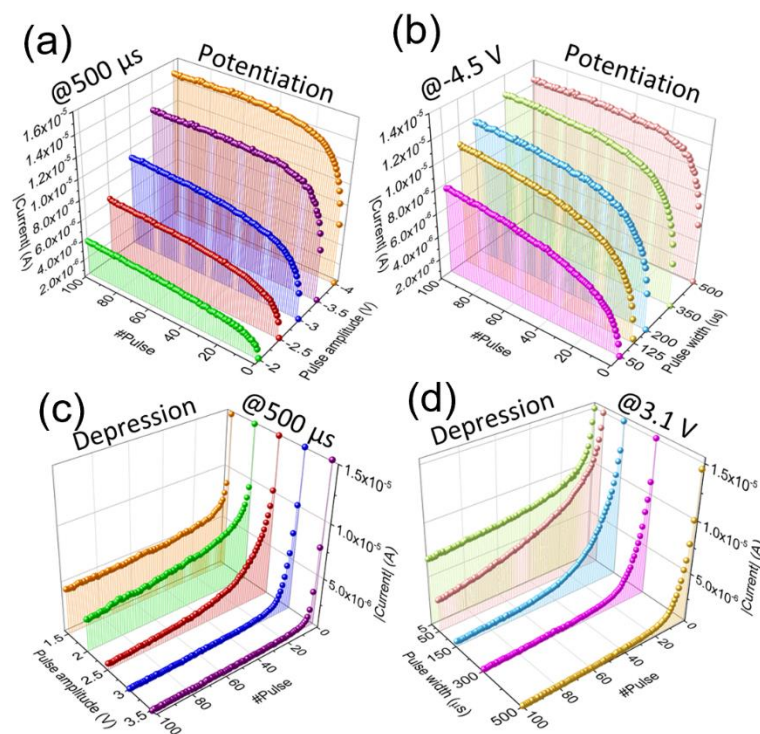 (a)
@500 µs
Potentiation
1.6x10⁻⁵
1.4x10⁻⁵
1.2x10⁻⁵
1.0x10⁻⁵
8.0x10⁻⁶
6.0x10⁻⁶
4.0x10⁻⁶
2.0x10⁻⁶
|Current| (A)
100
80
60
40
20
0
#Pulse
-4
-3.5
-3
-2.5
-2
Pulse amplitude (V)
(b)
@-4.5 V
Potentiation
1.4x10⁻⁵
1.2x10⁻⁵
1.0x10⁻⁵
8.0x10⁻⁶
6.0x10⁻⁶
4.0x10⁻⁶
2.0x10⁻⁶
|Current| (A)
100
80
60
40
20
0
#Pulse
500
350
200
125
50
Pulse width (us)
(c)
Depression
@500 µs
1.5x10⁻⁵
1.0x10⁻⁵
5.0x10⁻⁶
|Current| (A)
1.5
2
2.5
3
3.5
Pulse amplitude (V)
0
20
40
60
80
100
#Pulse
(d)
Depression
@3.1 V
1.5x10⁻⁵
1.0x10⁻⁵
5.0x10⁻⁶
|Current| (A)
5
50
150
300
500
Pulse width (µs)
0
20
40
60
80
100
#Pulse